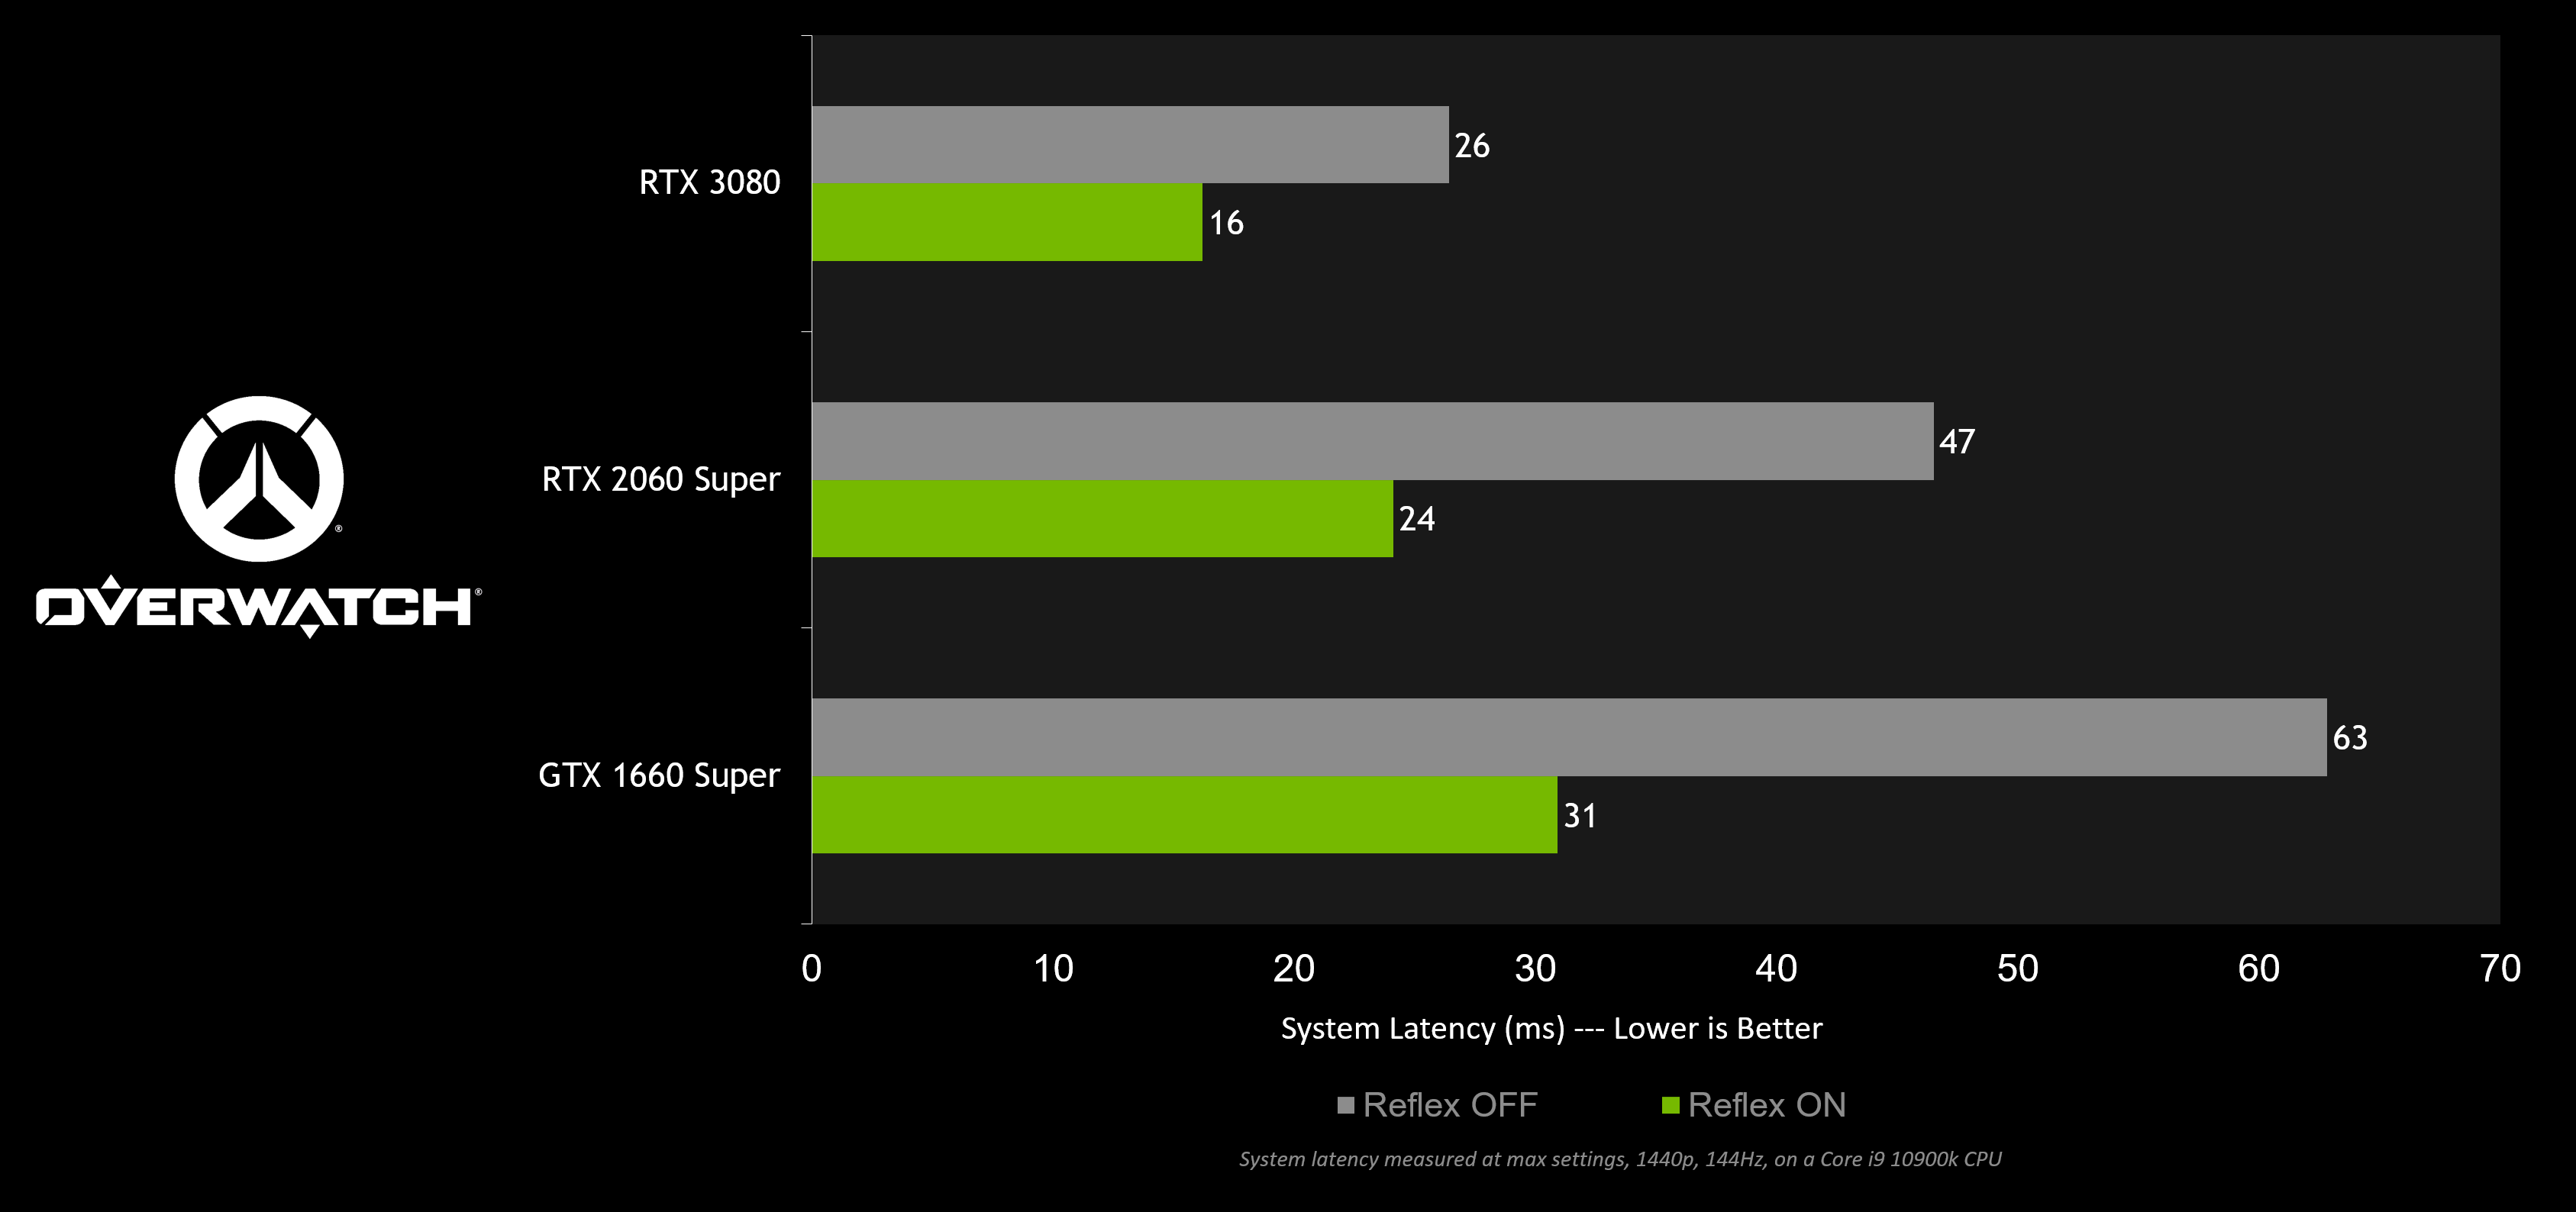 RTX 3080
26
16
RTX 2060 Super
47
24
OVERWATCH®
GTX 1660 Super
63
31
0 10 20 30 40 50 60 70
System Latency (ms) --- Lower is Better
Reflex OFF Reflex ON
System latency measured at max settings, 1440p, 144Hz, on a Core i9 10900k CPU